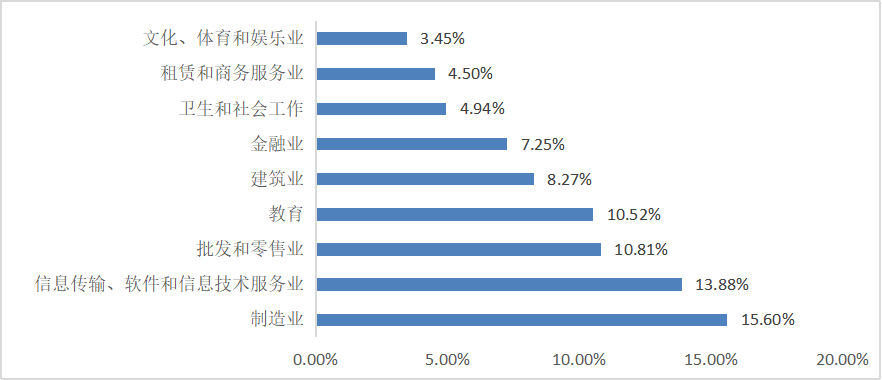 文化、体育和娱乐业 3.45%
租赁和商务服务业 4.50%
卫生和社会工作 4.94%
金融业 7.25%
建筑业 8.27%
教育 10.52%
批发和零售业 10.81%
信息传输、软件和信息技术服务业 13.88%
制造业 15.60%
0.00% 5.00% 10.00% 15.00% 20.00%